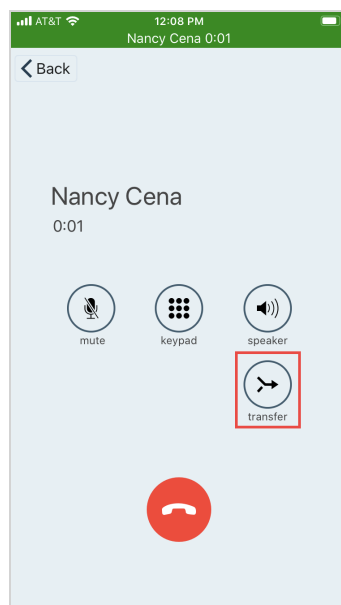 AT&T 12:08 PM
Nancy Cena 0:01
Back
Nancy Cena
0:01
mute keypad speaker
transfer